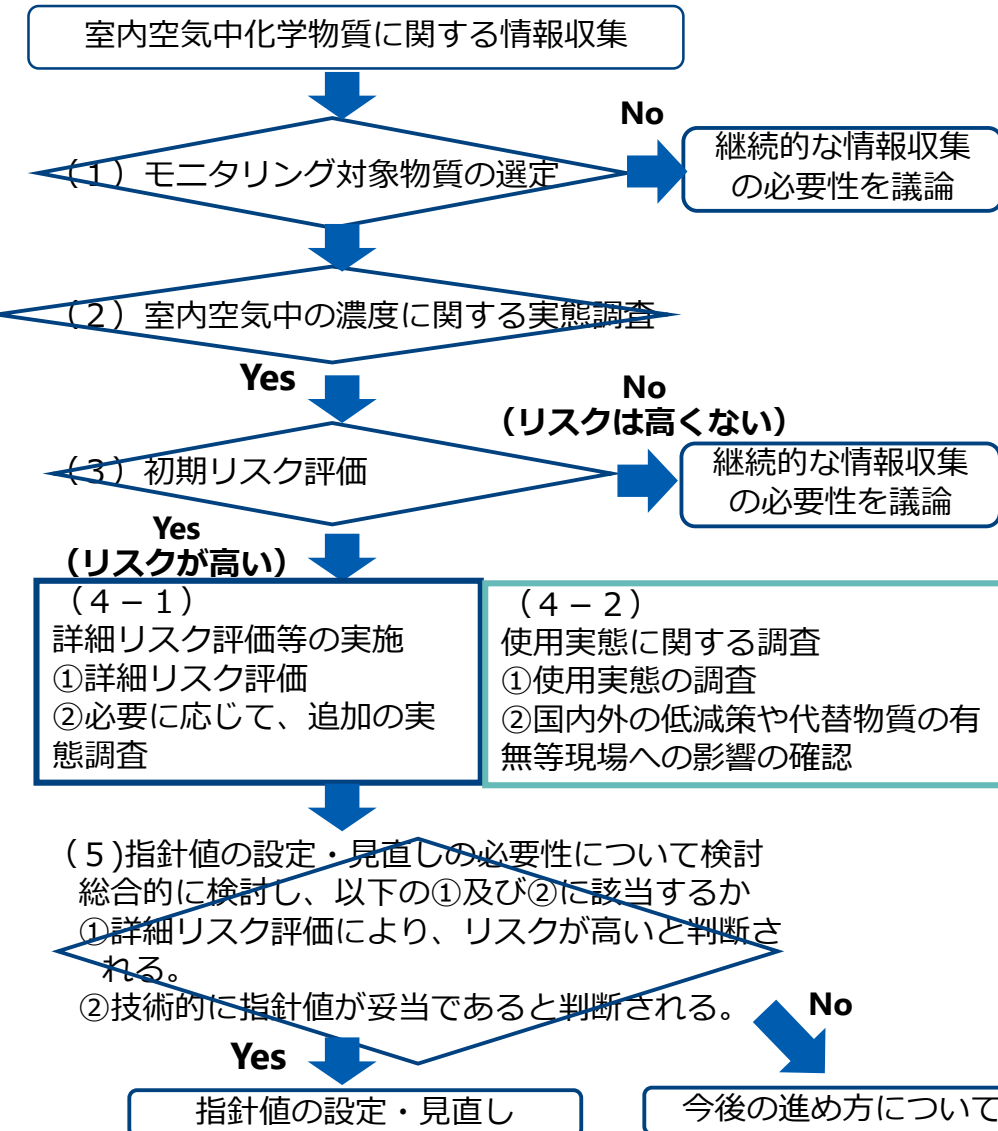 室内空気中化学物質に関する情報収集
No
(1)モニタリング対象物質の選定
継続的な情報収集
の必要性を議論
(2)室内空気中の濃度に関する実態調査
Yes
No
(リスクは高くない)
(3)初期リスク評価
継続的な情報収集
の必要性を議論
Yes
(リスクが高い)
(4-1)
詳細リスク評価等の実施
①詳細リスク評価
②必要に応じて、追加の実
態調査
(4-2)
使用実態に関する調査
①使用実態の調査
②国内外の低減策や代替物質の有
無等現場への影響の確認
(5)指針値の設定・見直しの必要性について検討
総合的に検討し、以下の①及び②に該当するか
①詳細リスク評価により、リスクが高いと判断さ
れる。
②技術的に指針値が妥当であると判断される。
No
Yes
指針値の設定・見直し
今後の進め方について